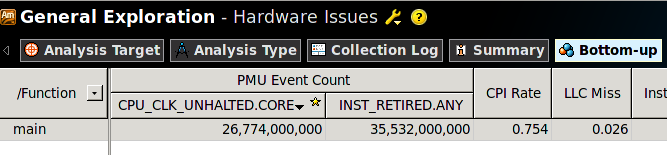 Am General Exploration - Hardware Issues ?
Analysis Target Analysis Type Collection Log Summary Bottom-up
/Function PMU Event Count CPI Rate LLC Miss Inst
CPU_CLK_UNHALTED.CORE INST_RETIRED.ANY
main 26,774,000,000 35,532,000,000 0.754 0.026